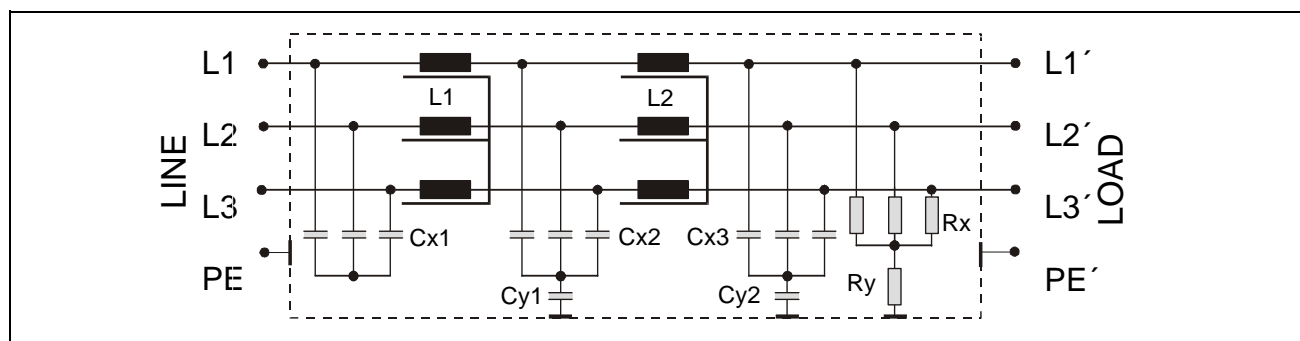 L1
L2
L3
PE
LINE
L1
L2
Cx1
Cx2
Cx3
Rx
Cy1
Cy2
Ry
L1´
L2´
L3´
PE´
LOAD